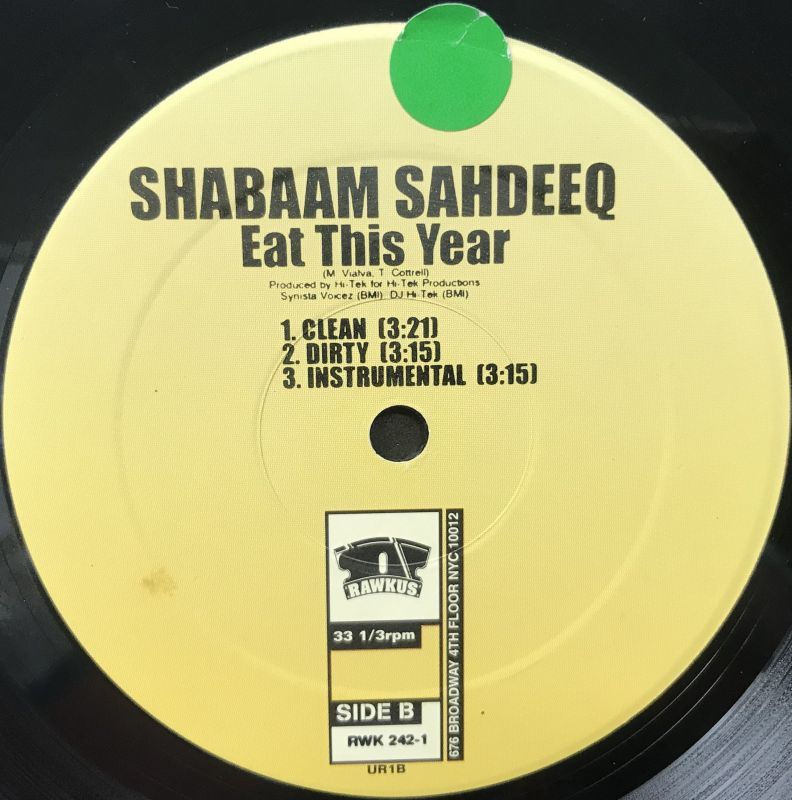 SHABAAM SAHDEEQ
Eat This Year
(M. Vialva, T. Cottrell)
Produced by Hi-Tek for Hi-Tek Productions
Synista Voicez (BMI) DJ Hi-Tek (BMI)
1. CLEAN (3:21)
2. DIRTY (3:15)
3. INSTRUMENTAL (3:15)
RAWKUS
33 1/3rpm
SIDE B
RWK 242-1
676 BROADWAY 4TH FLOOR NYC 10012
UR1B